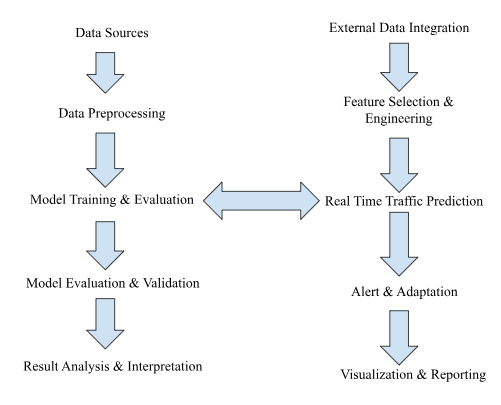 Data Sources
Data Preprocessing
Model Training & Evaluation
Model Evaluation & Validation
Result Analysis & Interpretation
External Data Integration
Feature Selection &
Engineering
Real Time Traffic Prediction
Alert & Adaptation
Visualization & Reporting